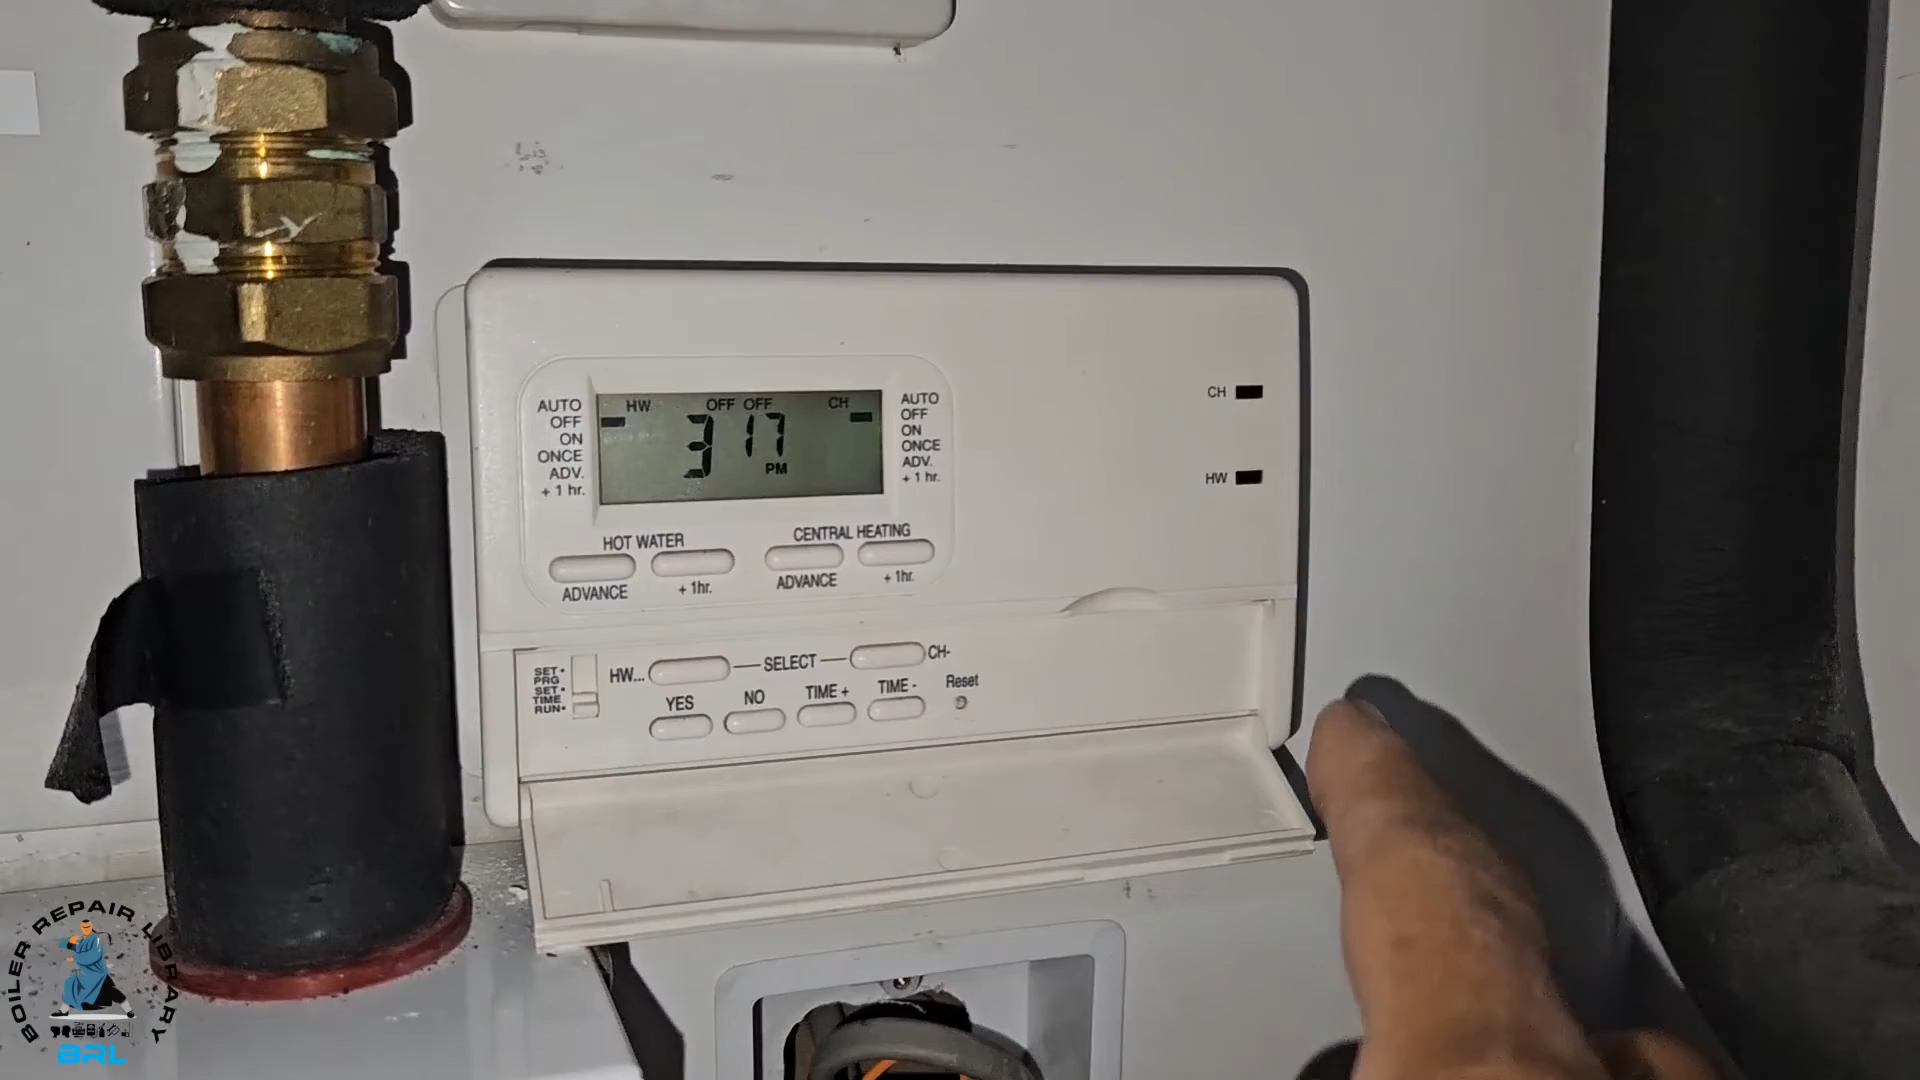 AUTO
OFF
ON
ONCE
ADV.
+ 1 hr.
HW OFF OFF CH
3 17
PM
AUTO
OFF
ON
ONCE
ADV.
+ 1 hr.
CH
HW
HOT WATER
CENTRAL HEATING
ADVANCE
+ 1hr.
ADVANCE
+ 1hr.
SET
PRG
SET
TIME
RUN
HW... SELECT CH-
YES NO TIME + TIME - Reset
BOILER REPAIR LIBRARY
BRL